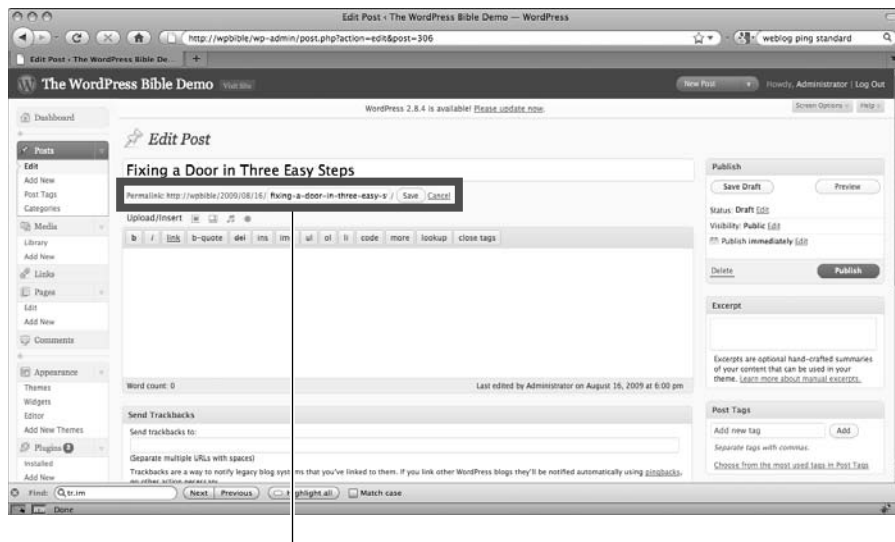 Edit Post ‹ The WordPress Bible Demo — WordPress
http://wpbible/wp-admin/post.php?action=edit&post=306
weblog ping standard
Edit Post ‹ The WordPress Bible De...
The WordPress Bible Demo Visit Site
New Post
Howdy, Administrator | Log Out
WordPress 2.8.4 is available! Please update now.
Screen Options
Help
Dashboard
Posts
Edit
Add New
Post Tags
Categories
Media
Library
Add New
Links
Pages
Edit
Add New
Comments
Appearance
Themes
Widgets
Editor
Add New Themes
Plugins
Installed
Add New
Edit Post
Fixing a Door in Three Easy Steps
Permalink: http://wpbible/2009/08/16/ fixing-a-door-in-three-easy-s / Save Cancel
Upload/Insert
b i link b-quote del ins im ul ol li code more lookup close tags
Word count: 0
Last edited by Administrator on August 16, 2009 at 6:00 pm
Send Trackbacks
Send trackbacks to:
(Separate multiple URLs with spaces)
Trackbacks are a way to notify legacy blog systems that you've linked to them. If you link other WordPress blogs they'll be notified automatically using pingbacks,
no other action necessary.
Publish
Save Draft Preview
Status: Draft Edit
Visibility: Public Edit
Publish immediately Edit
Delete Publish
Excerpt
Excerpts are optional hand-crafted summaries
of your content that can be used in your
theme. Learn more about manual excerpts.
Post Tags
Add new tag Add
Separate tags with commas.
Choose from the most used tags in Post Tags
Find: tr.im Next Previous Highlight all Match case
Done